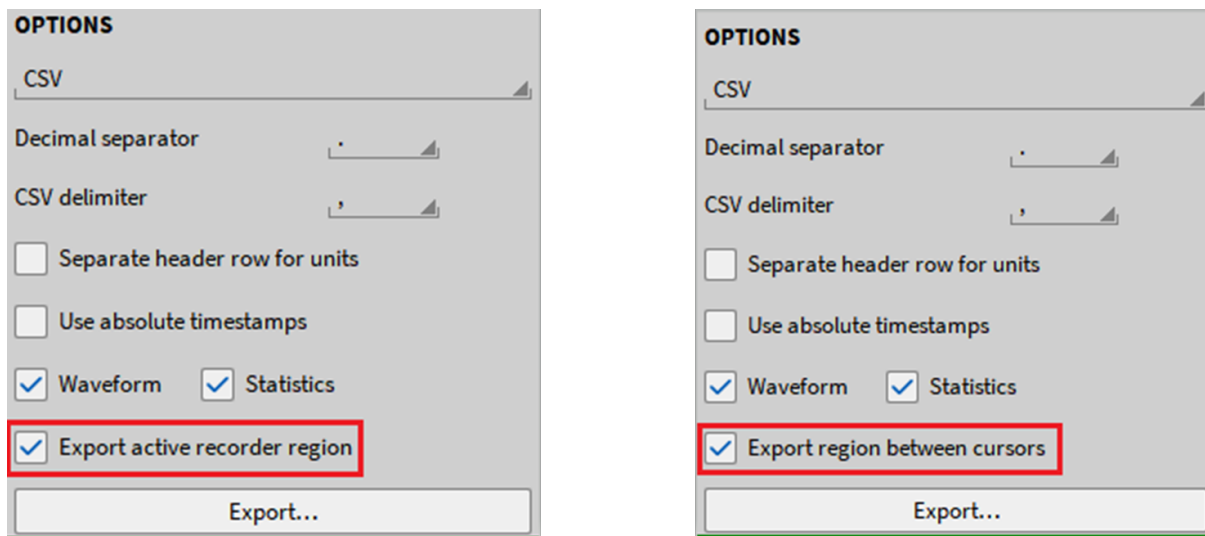 OPTIONS
CSV
Decimal separator .
CSV delimiter ,
Separate header row for units
Use absolute timestamps
Waveform Statistics
Export active recorder region
Export...
OPTIONS
CSV
Decimal separator .
CSV delimiter ,
Separate header row for units
Use absolute timestamps
Waveform Statistics
Export region between cursors
Export...